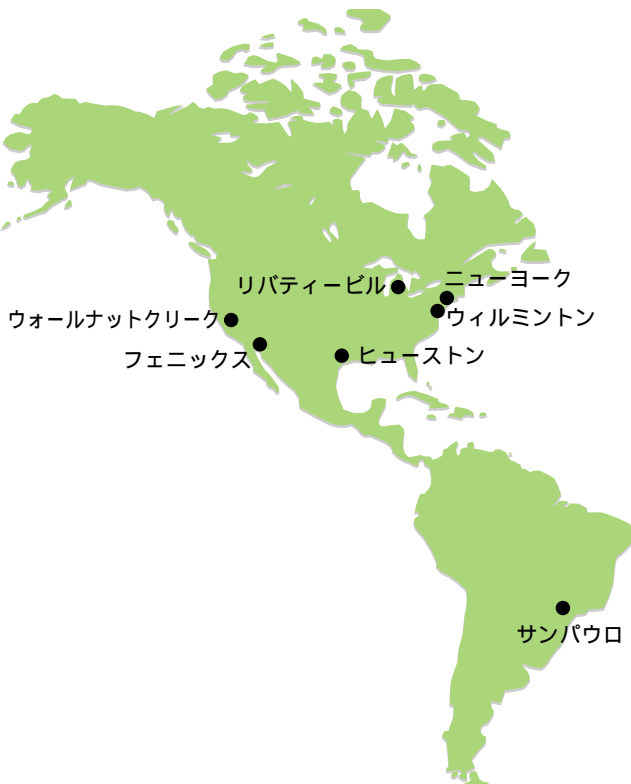 ニューヨーク
リバティービル
ウォールナットクリーク
ウィルミントン
フェニックス
ヒューストン
サンパウロ